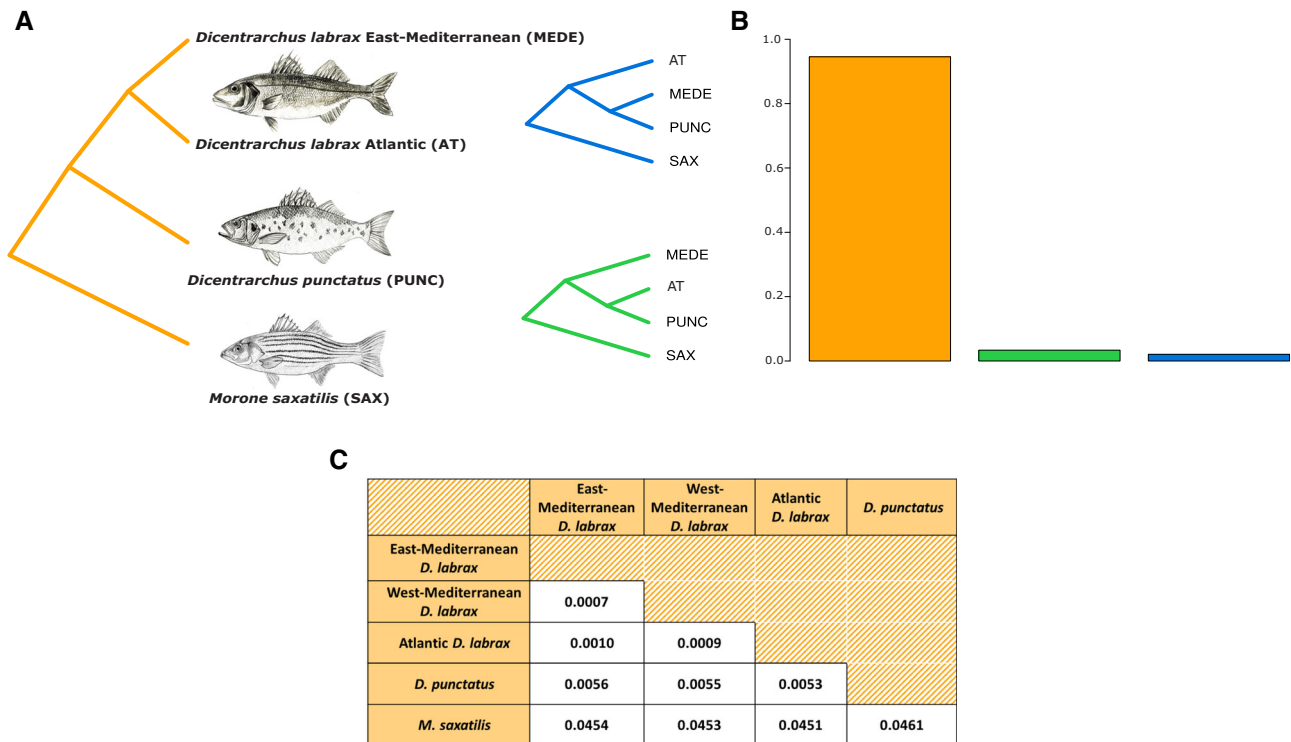 A
Dicentrarchus labrax East-Mediterranean (MEDE)
Dicentrarchus labrax Atlantic (AT)
Dicentrarchus punctatus (PUNC)
Morone saxatilis (SAX)
AT
MEDE
PUNC
SAX
MEDE
AT
PUNC
SAX
B
1.0
0.8
0.6
0.4
0.2
0.0
C
East-
Mediterranean
D. labrax
West-
Mediterranean
D. labrax
Atlantic
D. labrax
D. punctatus
East-Mediterranean
D. labrax
West-Mediterranean
D. labrax
0.0007
Atlantic D. labrax
0.0010
0.0009
D. punctatus
0.0056
0.0055
0.0053
M. saxatilis
0.0454
0.0453
0.0451
0.0461